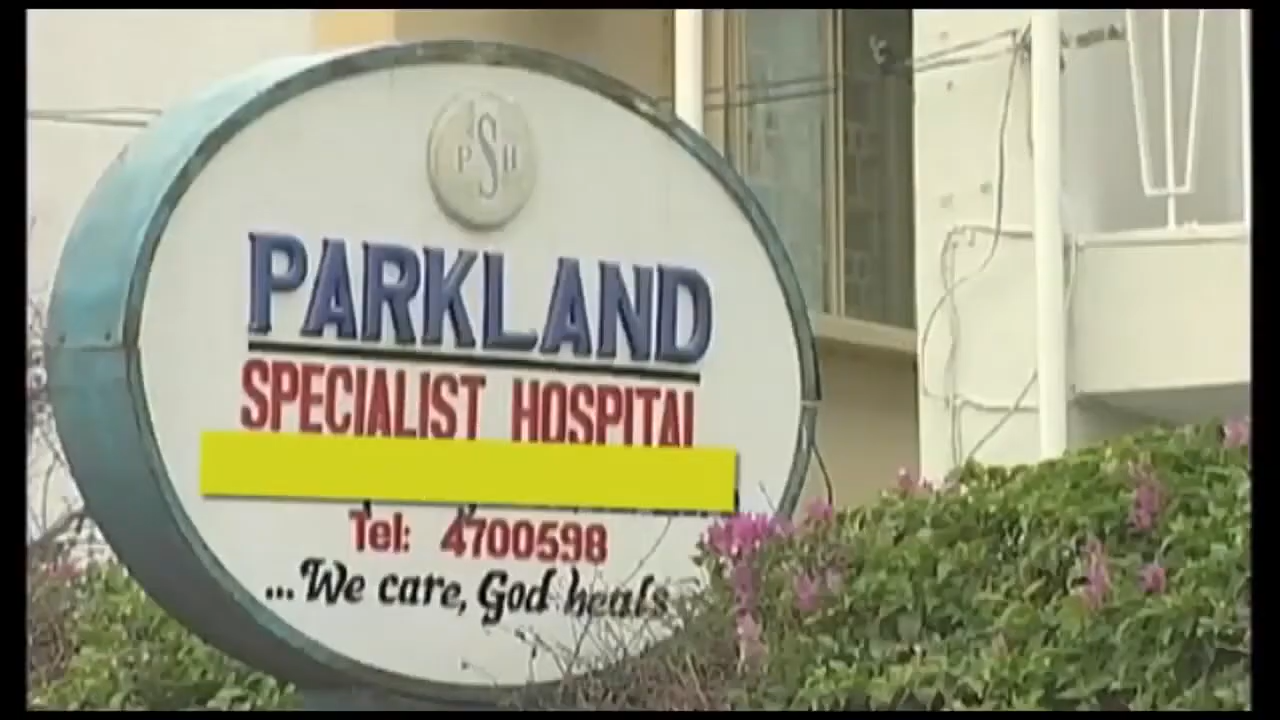 PSH
PARKLAND
SPECIALIST HOSPITAL
Tel: 4700598
...We care, God heals